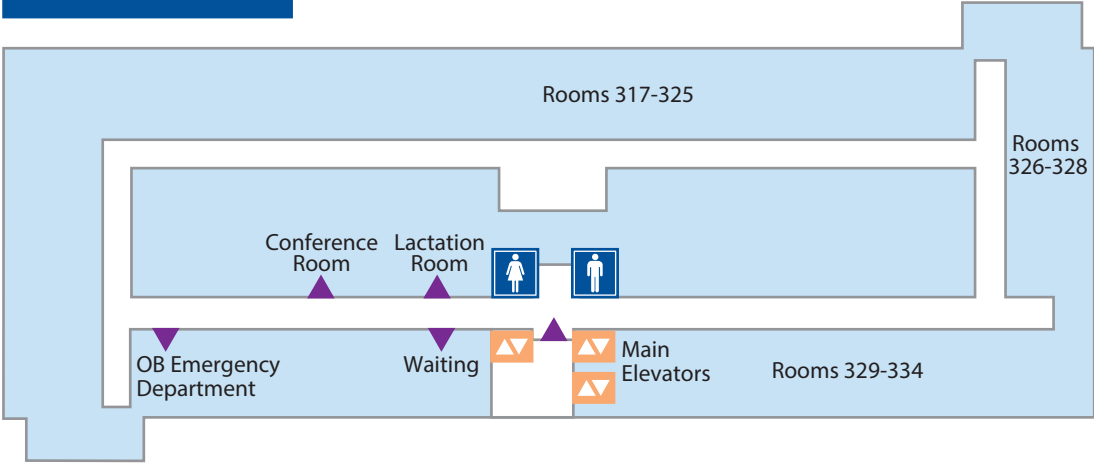 Rooms 317-325
Rooms
326-328
Conference
Room
Lactation
Room
OB Emergency
Department
Waiting
Main
Elevators
Rooms 329-334